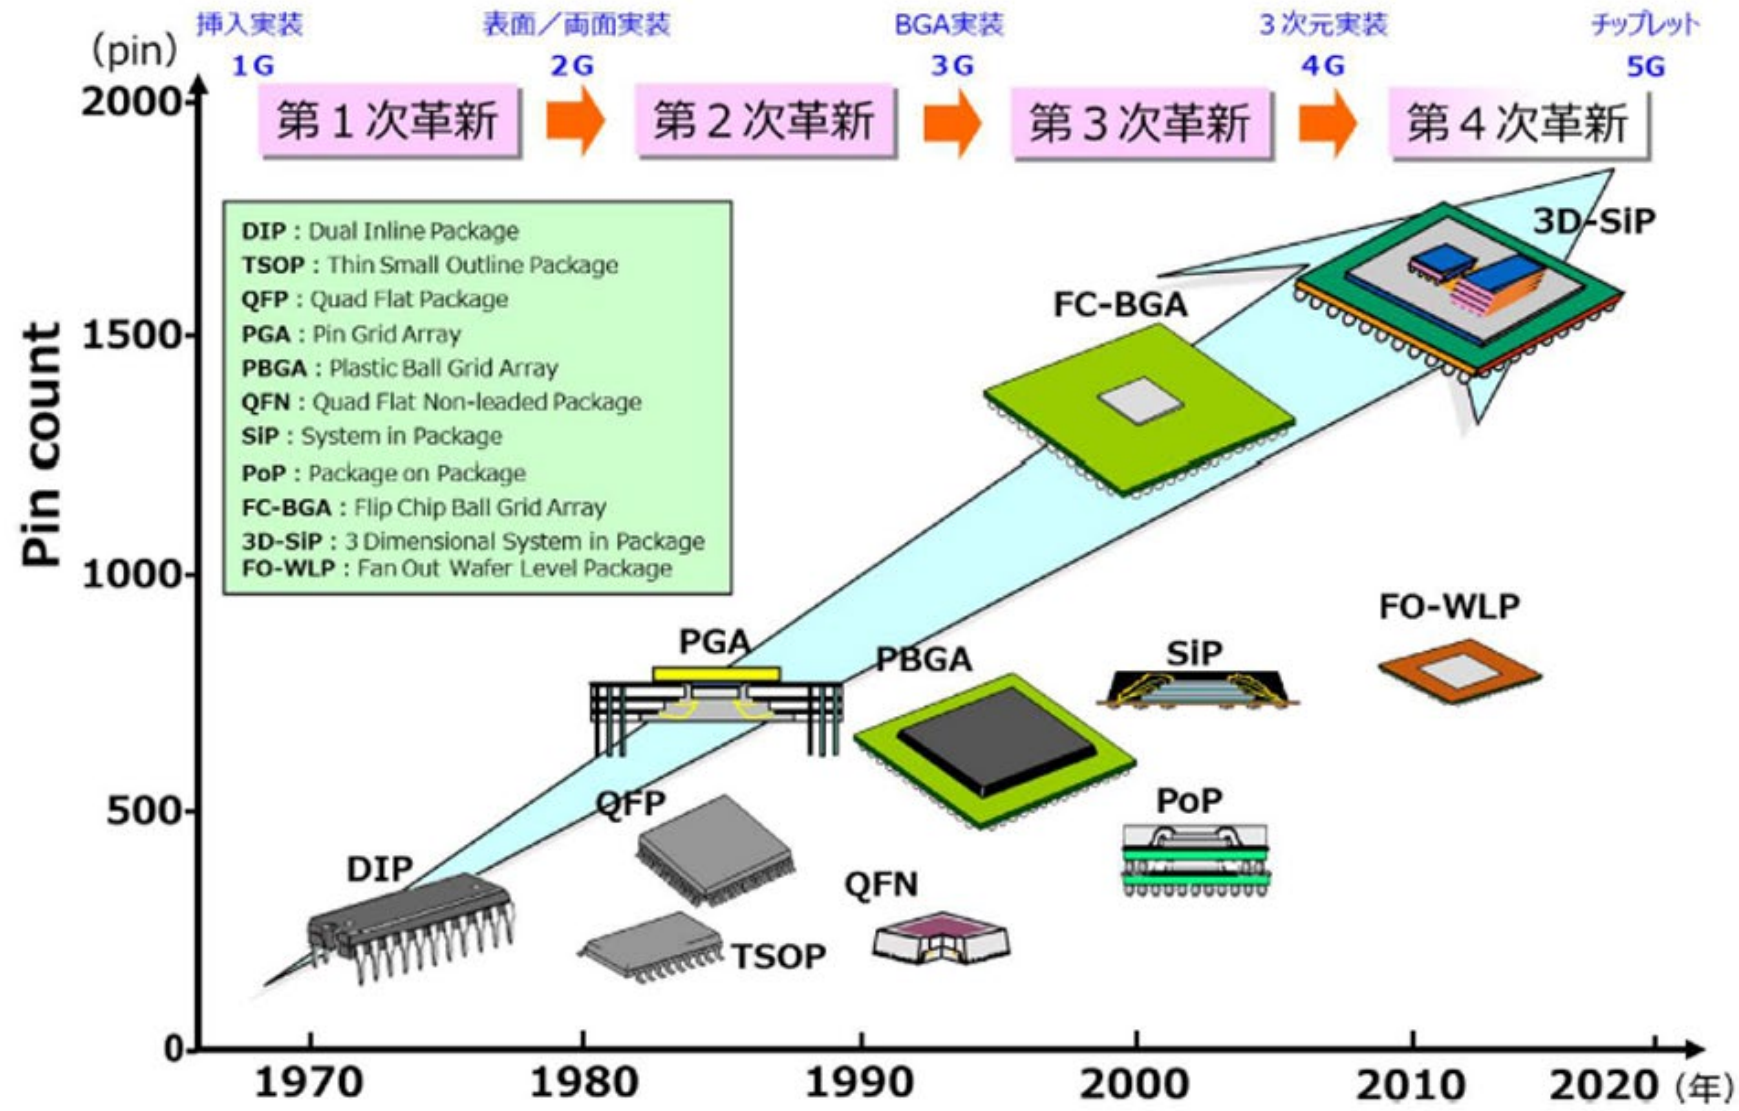 挿入実装 表面／両面実装 BGA実装 3次元実装 チップレット
(pin) 1G 2G 3G 4G 5G
2000
第1次革新 第2次革新 第3次革新 第4次革新
DIP : Dual Inline Package
TSOP : Thin Small Outline Package
QFP : Quad Flat Package
PGA : Pin Grid Array
PBGA : Plastic Ball Grid Array
QFN : Quad Flat Non-leaded Package
SiP : System in Package
PoP : Package on Package
FC-BGA : Flip Chip Ball Grid Array
3D-SiP : 3 Dimensional System in Package
FO-WLP : Fan Out Wafer Level Package
3D-SiP
FC-BGA
1500
Pin count
1000
FO-WLP
PGA
PBGA
SiP
500
QFP
PoP
DIP
QFN
TSOP
0
1970 1980 1990 2000 2010 2020 (年)